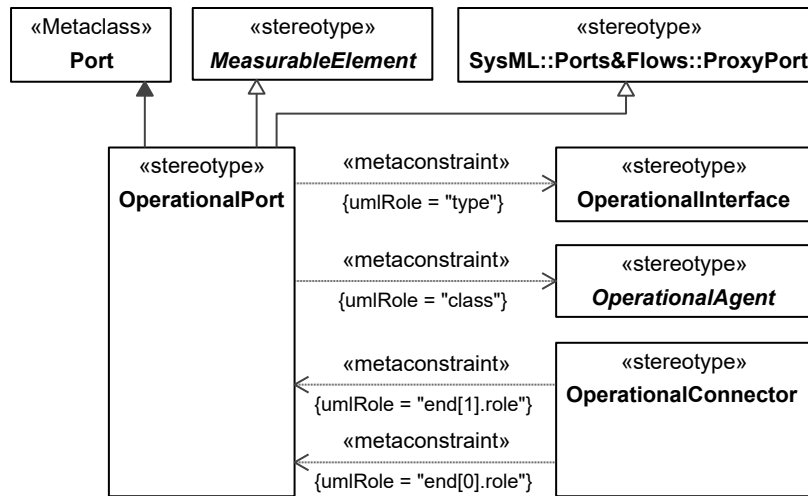 «Metaclass»
Port
«stereotype»
MeasurableElement
«stereotype»
SysML::Ports&Flows::ProxyPort
«stereotype»
OperationalPort
«metaconstraint»
{umlRole = "type"}
«stereotype»
OperationalInterface
«metaconstraint»
{umlRole = "class"}
«stereotype»
OperationalAgent
«metaconstraint»
{umlRole = "end[1].role"}
«stereotype»
OperationalConnector
«metaconstraint»
{umlRole = "end[0].role"}